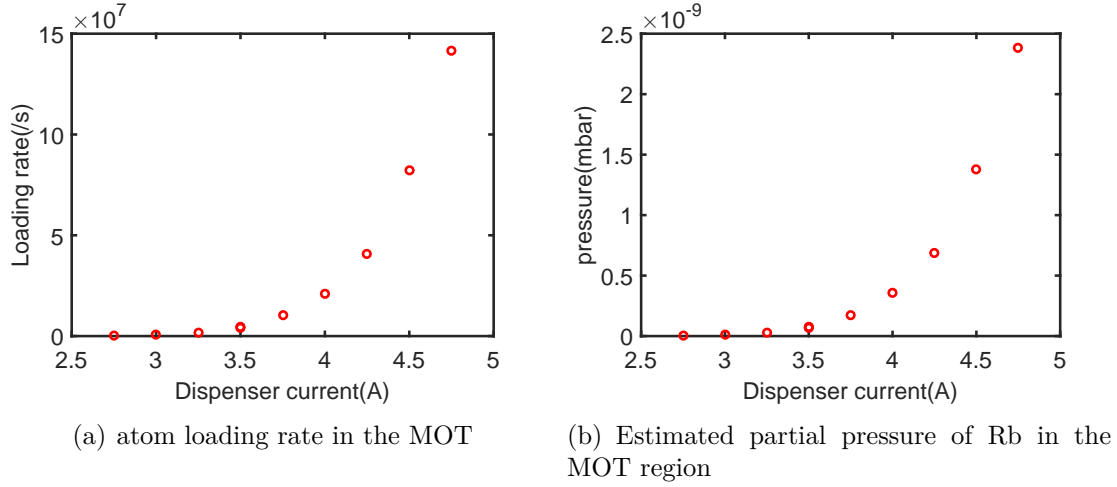 ×10^7
15
10
5
0
Loading rate(/s)
2.5 3 3.5 4 4.5 5
Dispenser current(A)
(a) atom loading rate in the MOT
×10^-9
2.5
2
1.5
1
0.5
0
pressure(mbar)
2.5 3 3.5 4 4.5 5
Dispenser current(A)
(b) Estimated partial pressure of Rb in the
MOT region